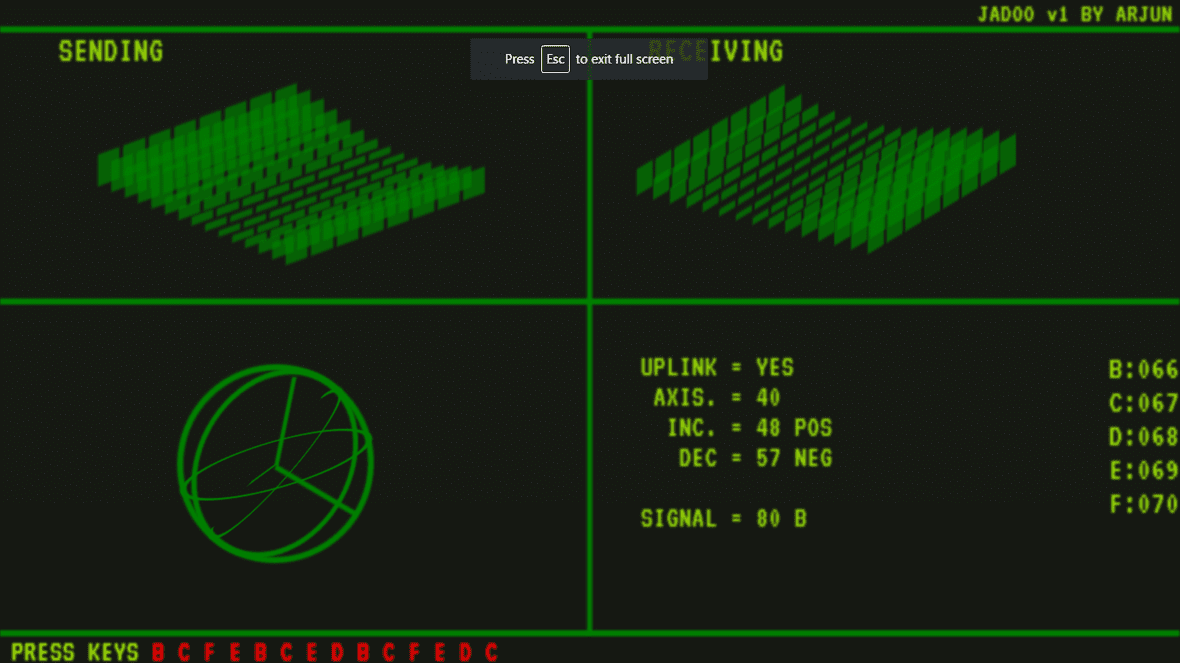 JADOO v1 BY ARJUN
SENDING
RECEIVING
Press Esc to exit full screen
UPLINK = YES
AXIS. = 40
INC. = 48 POS
DEC = 57 NEG
SIGNAL = 80 B
B:066
C:067
D:068
E:069
F:070
PRESS KEYS B C F E B C E D B C F E D C